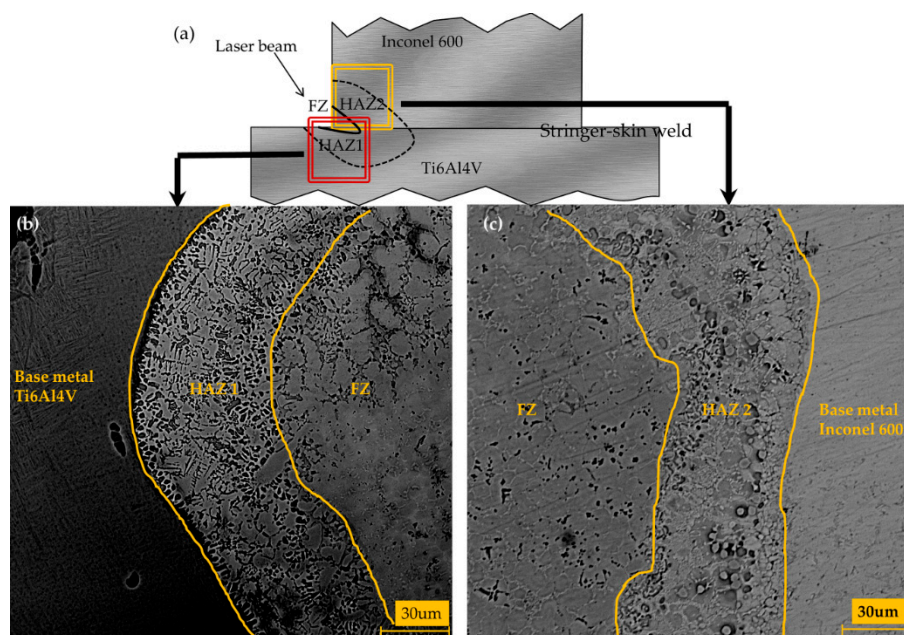 (a)
Inconel 600
Laser beam
FZ
HAZ2
HAZ1
Stringer-skin weld
Ti6Al4V
(b)
Base metal
Ti6Al4V
HAZ 1
FZ
30um
(c)
FZ
HAZ 2
Base metal
Inconel 600
30um